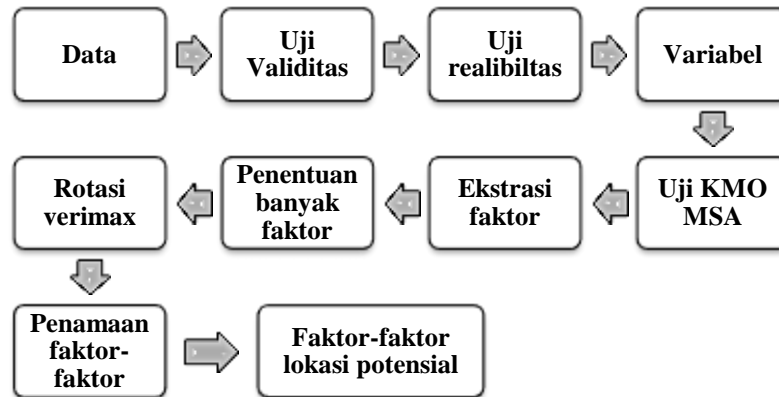 Data
Uji
Validitas
Uji
realibiltas
Variabel
Uji KMO
MSA
Ekstrasi
faktor
Penentuan
banyak
faktor
Rotasi
verimax
Penamaan
faktor-
faktor
Faktor-faktor
lokasi potensial